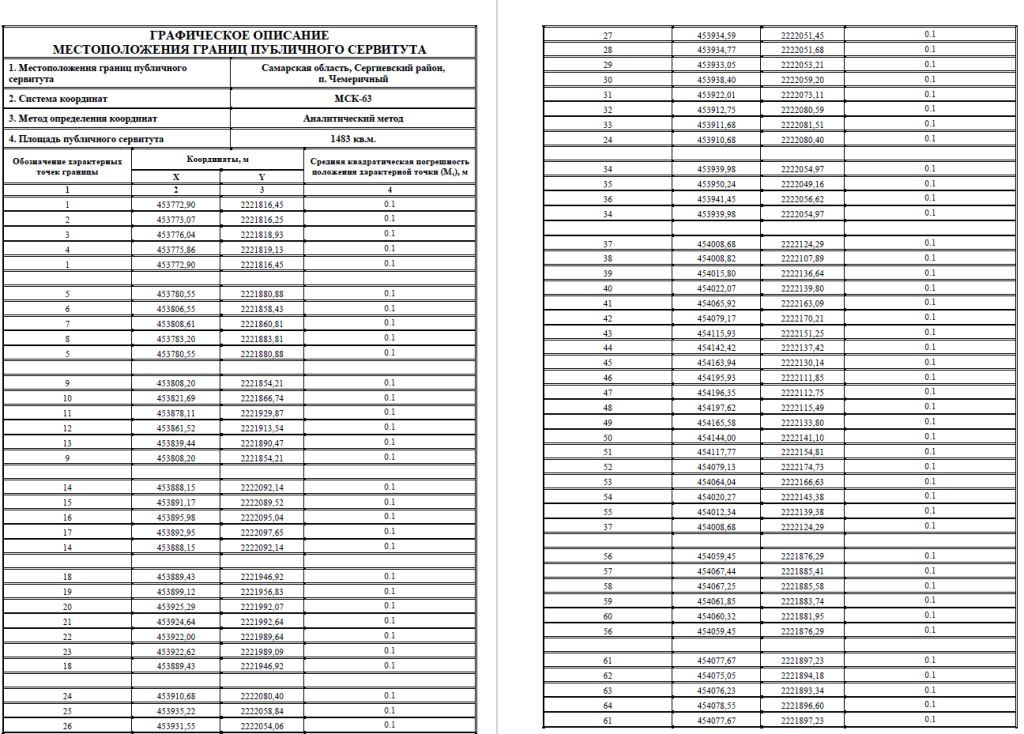 ГРАФИЧЕСКОЕ ОПИСАНИЕ
МЕСТОПОЛОЖЕНИЯ ГРАНИЦ ПУБЛИЧНОГО СЕРВИТУТА
1. Местоположения границ публичного сервитута Самарская область, Сергиевский район, п. Чемеричный
2. Система координат МСК-63
3. Метод определения координат Аналитический метод
4. Площадь публичного сервитута 1483 кв.м.
Обозначение характерных точек границы Координаты, м Средняя квадратическая погрешность положения характерной точки (Mt), м
X Y
1 2 3 4
1 453772,90 2221816,45 0.1
2 453773,07 2221816,25 0.1
3 453776,04 2221818,93 0.1
4 453775,86 2221819,13 0.1
1 453772,90 2221816,45 0.1
5 453780,55 2221880,88 0.1
6 453806,55 2221858,43 0.1
7 453808,61 2221860,81 0.1
8 453783,20 2221883,81 0.1
5 453780,55 2221880,88 0.1
9 453808,20 2221854,21 0.1
10 453821,69 2221866,74 0.1
11 453878,11 2221929,87 0.1
12 453861,52 2221913,54 0.1
13 453839,44 2221890,47 0.1
9 453808,20 2221854,21 0.1
14 453888,15 2222092,14 0.1
15 453891,17 2222089,52 0.1
16 453895,98 2222095,04 0.1
17 453892,95 2222097,65 0.1
14 453888,15 2222092,14 0.1
18 453889,43 2221946,92 0.1
19 453899,12 2221956,83 0.1
20 453925,29 2221992,07 0.1
21 453924,64 2221992,64 0.1
22 453922,00 2221989,64 0.1
23 453922,62 2221989,09 0.1
18 453889,43 2221946,92 0.1
24 453910,68 2222080,40 0.1
25 453935,22 2222058,84 0.1
26 453931,55 2222054,06 0.1
27 453934,59 2222051,45 0.1
28 453934,77 2222051,68 0.1
29 453933,05 2222053,21 0.1
30 453938,40 2222059,20 0.1
31 453922,01 2222073,11 0.1
32 453912,75 2222080,59 0.1
33 453911,68 2222081,51 0.1
24 453910,68 2222080,40 0.1
34 453939,98 2222054,97 0.1
35 453950,24 2222049,16 0.1
36 453941,45 2222056,62 0.1
34 453939,98 2222054,97 0.1
37 454008,68 2222124,29 0.1
38 454008,82 2222107,89 0.1
39 454015,80 2222136,64 0.1
40 454022,07 2222139,80 0.1
41 454065,92 2222163,09 0.1
42 454079,17 2222170,21 0.1
43 454115,93 2222151,25 0.1
44 454142,42 2222137,42 0.1
45 454163,94 2222130,14 0.1
46 454195,93 2222111,85 0.1
47 454196,35 2222112,75 0.1
48 454197,62 2222115,49 0.1
49 454165,58 2222133,80 0.1
50 454144,00 2222141,10 0.1
51 454117,77 2222154,81 0.1
52 454079,13 2222174,73 0.1
53 454064,04 2222166,63 0.1
54 454020,27 2222143,38 0.1
55 454012,34 2222139,38 0.1
37 454008,68 2222124,29 0.1
56 454059,45 2221876,29 0.1
57 454067,44 2221885,41 0.1
58 454067,25 2221885,58 0.1
59 454061,85 2221883,74 0.1
60 454060,32 2221881,95 0.1
56 454059,45 2221876,29 0.1
61 454077,67 2221897,23 0.1
62 454075,05 2221894,18 0.1
63 454076,23 2221893,34 0.1
64 454078,55 2221896,60 0.1
61 454077,67 2221897,23 0.1